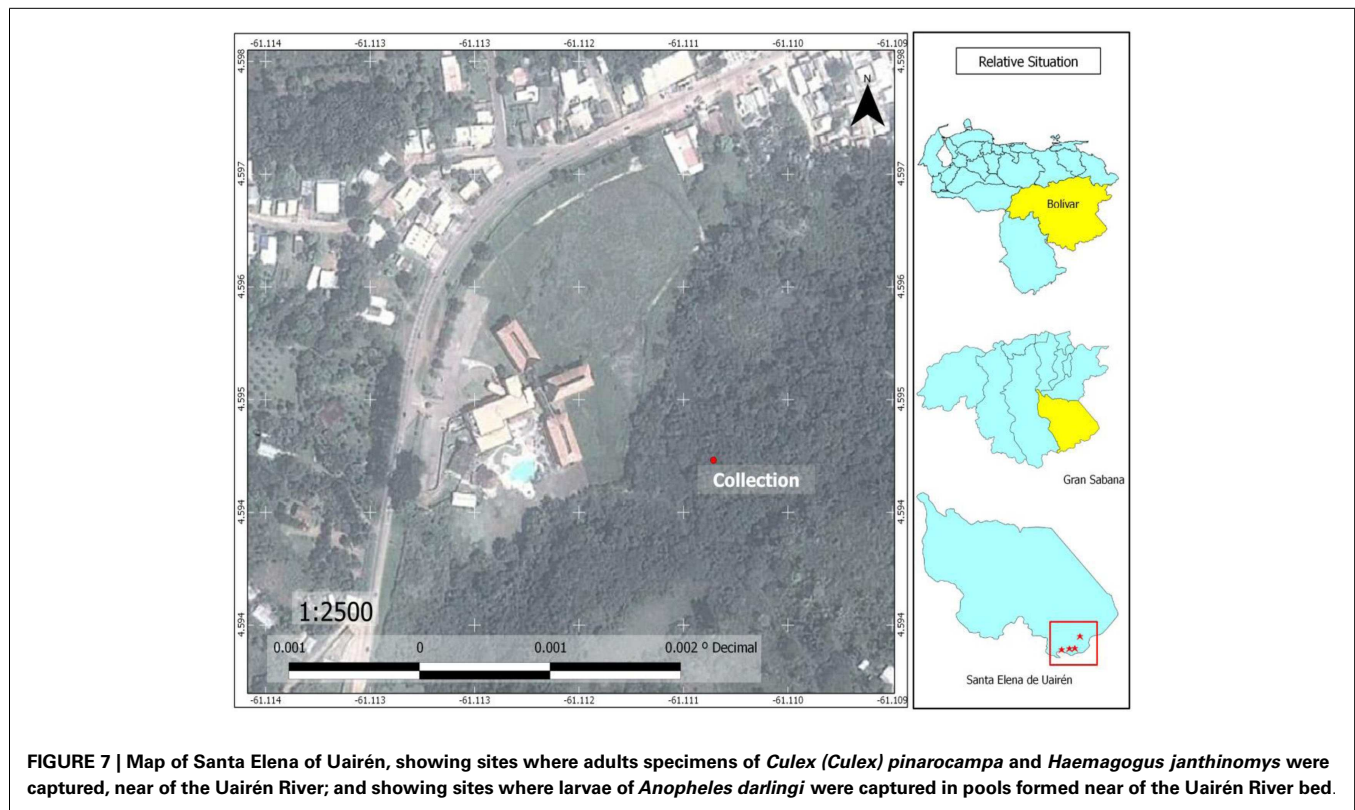 -61.114 -61.113 -61.113 -61.112 -61.111 -61.110 -61.109
4.598 4.598
N
4.597 4.597
4.596 4.596
4.595 4.595
Collection
4.594 4.594
4.594 4.594
1:2500
0.001 0 0.001 0.002 º Decimal
-61.114 -61.113 -61.113 -61.112 -61.111 -61.110 -61.109
Relative Situation
Bolívar
Gran Sabana
Santa Elena de Uairén
FIGURE 7 | Map of Santa Elena of Uairén, showing sites where adults specimens of Culex (Culex) pinarocampa and Haemagogus janthinomys were
captured, near of the Uairén River; and showing sites where larvae of Anopheles darlingi were captured in pools formed near of the Uairén River bed.